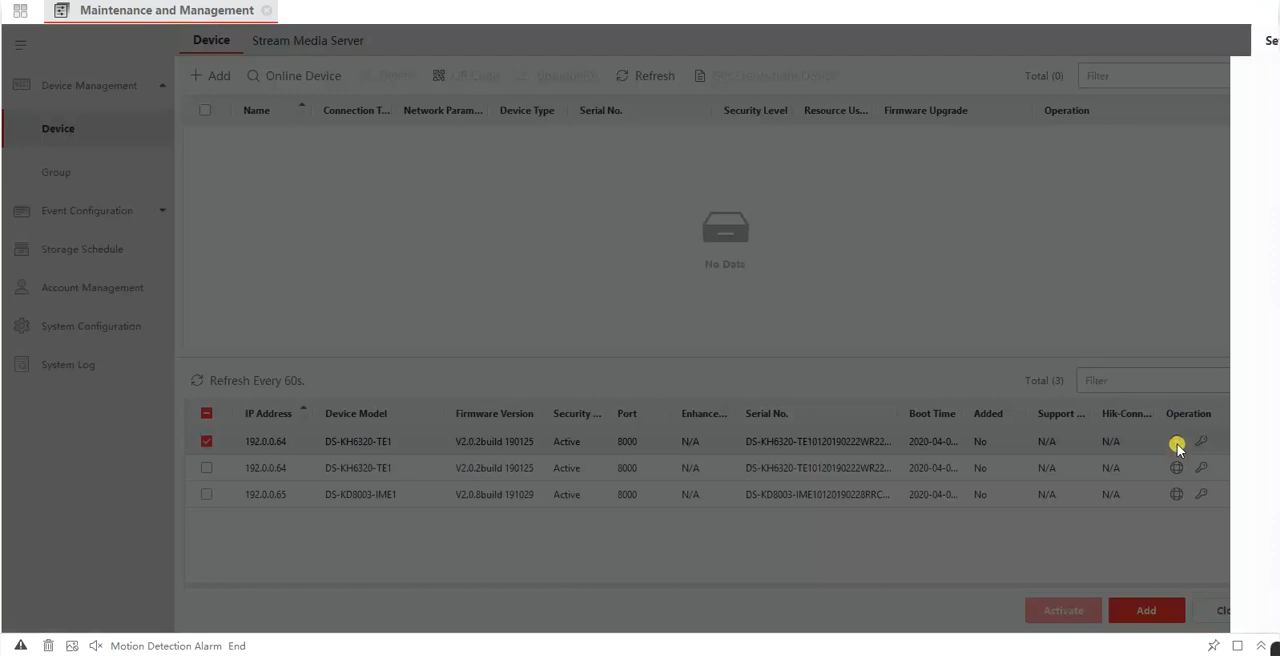 Maintenance and Management
Device Stream Media Server
Add Online Device Delete QR Code Refresh Total (0) Filter
Name Connection T... Network Param... Device Type Serial No. Security Level Resource Us... Firmware Upgrade Operation
Device Management
Device
Group
Event Configuration
Storage Schedule
Account Management
System Configuration
System Log
No Data
Refresh Every 60s. Total (3) Filter
IP Address Device Model Firmware Version Security ... Port Enhance... Serial No. Boot Time Added Support ... Hik-Conn... Operation
192.0.0.64 DS-KH6320-TE1 V2.0.2build 190125 Active 8000 N/A DS-KH6320-TE10120190222WR22... 2020-04-0... No N/A N/A
192.0.0.64 DS-KH6320-TE1 V2.0.2build 190125 Active 8000 N/A DS-KH6320-TE10120190222WR22... 2020-04-0... No N/A N/A
192.0.0.65 DS-KD8003-IME1 V2.0.8build 191029 Active 8000 N/A DS-KD8003-IME10120190228RRC... 2020-04-0... No N/A N/A
Activate Add Clo
Motion Detection Alarm End
Se